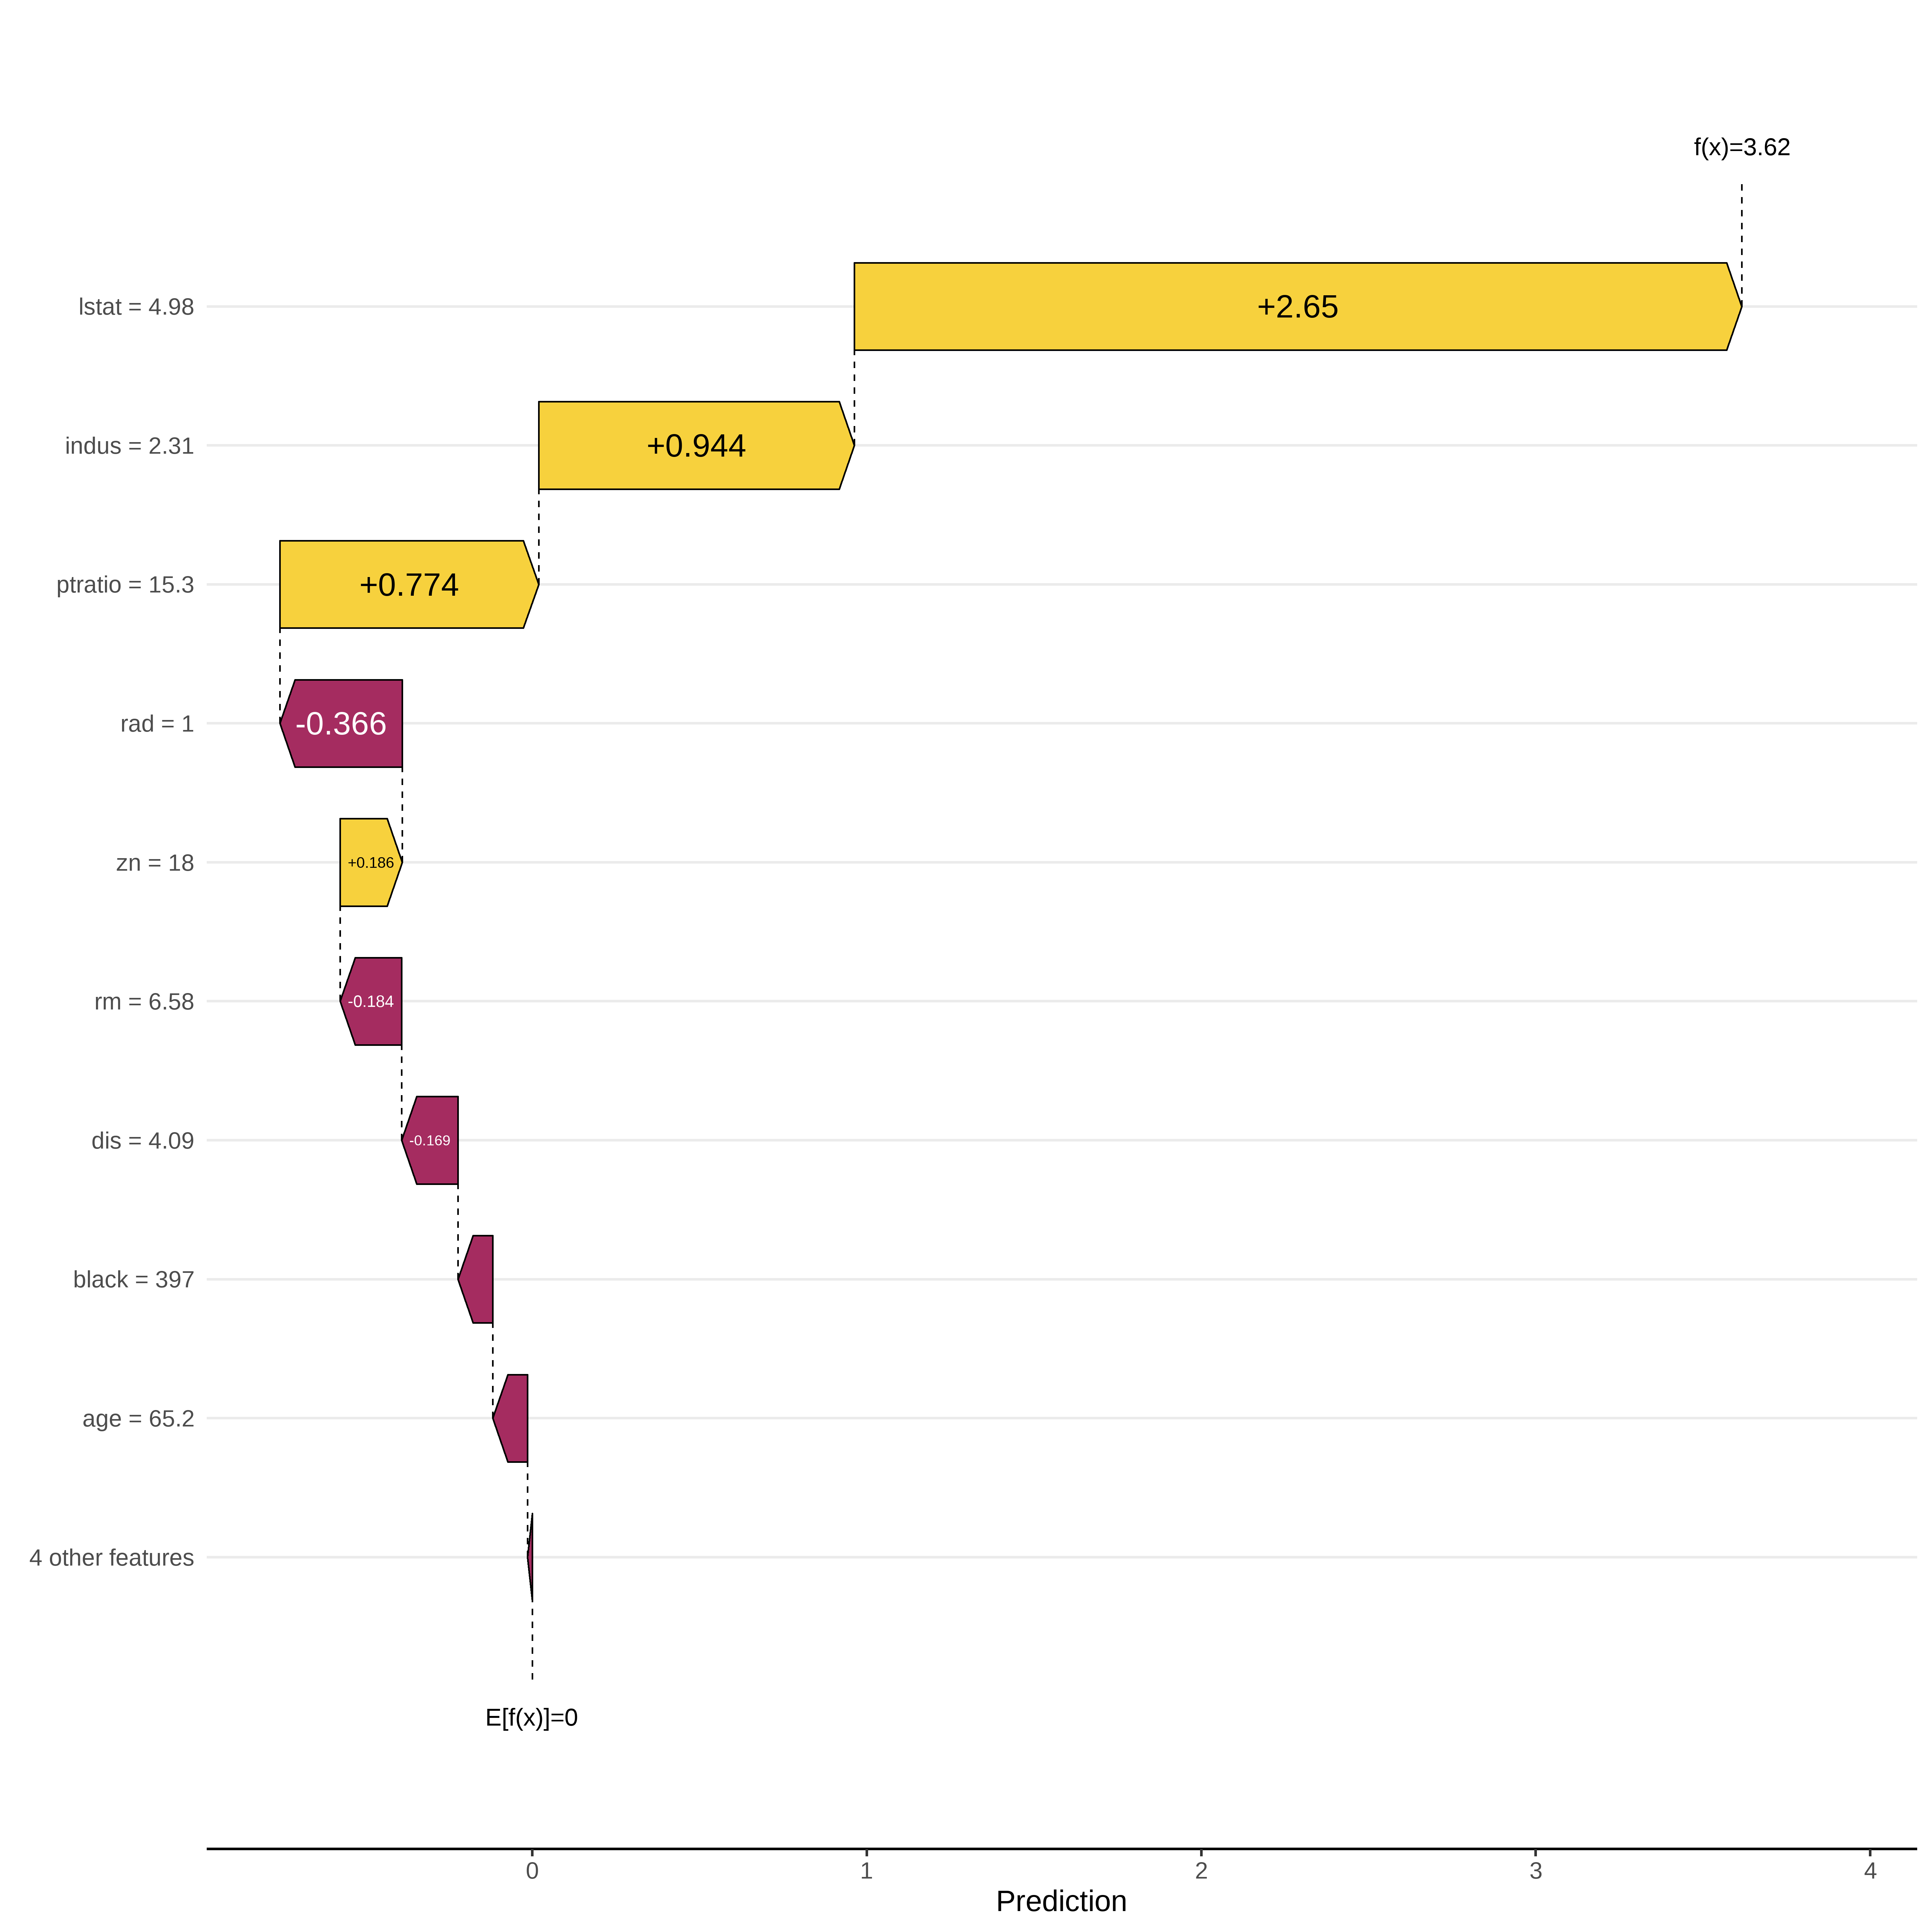 f(x)=3.62
lstat = 4.98
+2.65
indus = 2.31
+0.944
ptratio = 15.3
+0.774
rad = 1
-0.366
zn = 18
+0.186
rm = 6.58
-0.184
dis = 4.09
-0.169
black = 397
age = 65.2
4 other features
E[f(x)]=0
0 1 2 3 4
Prediction